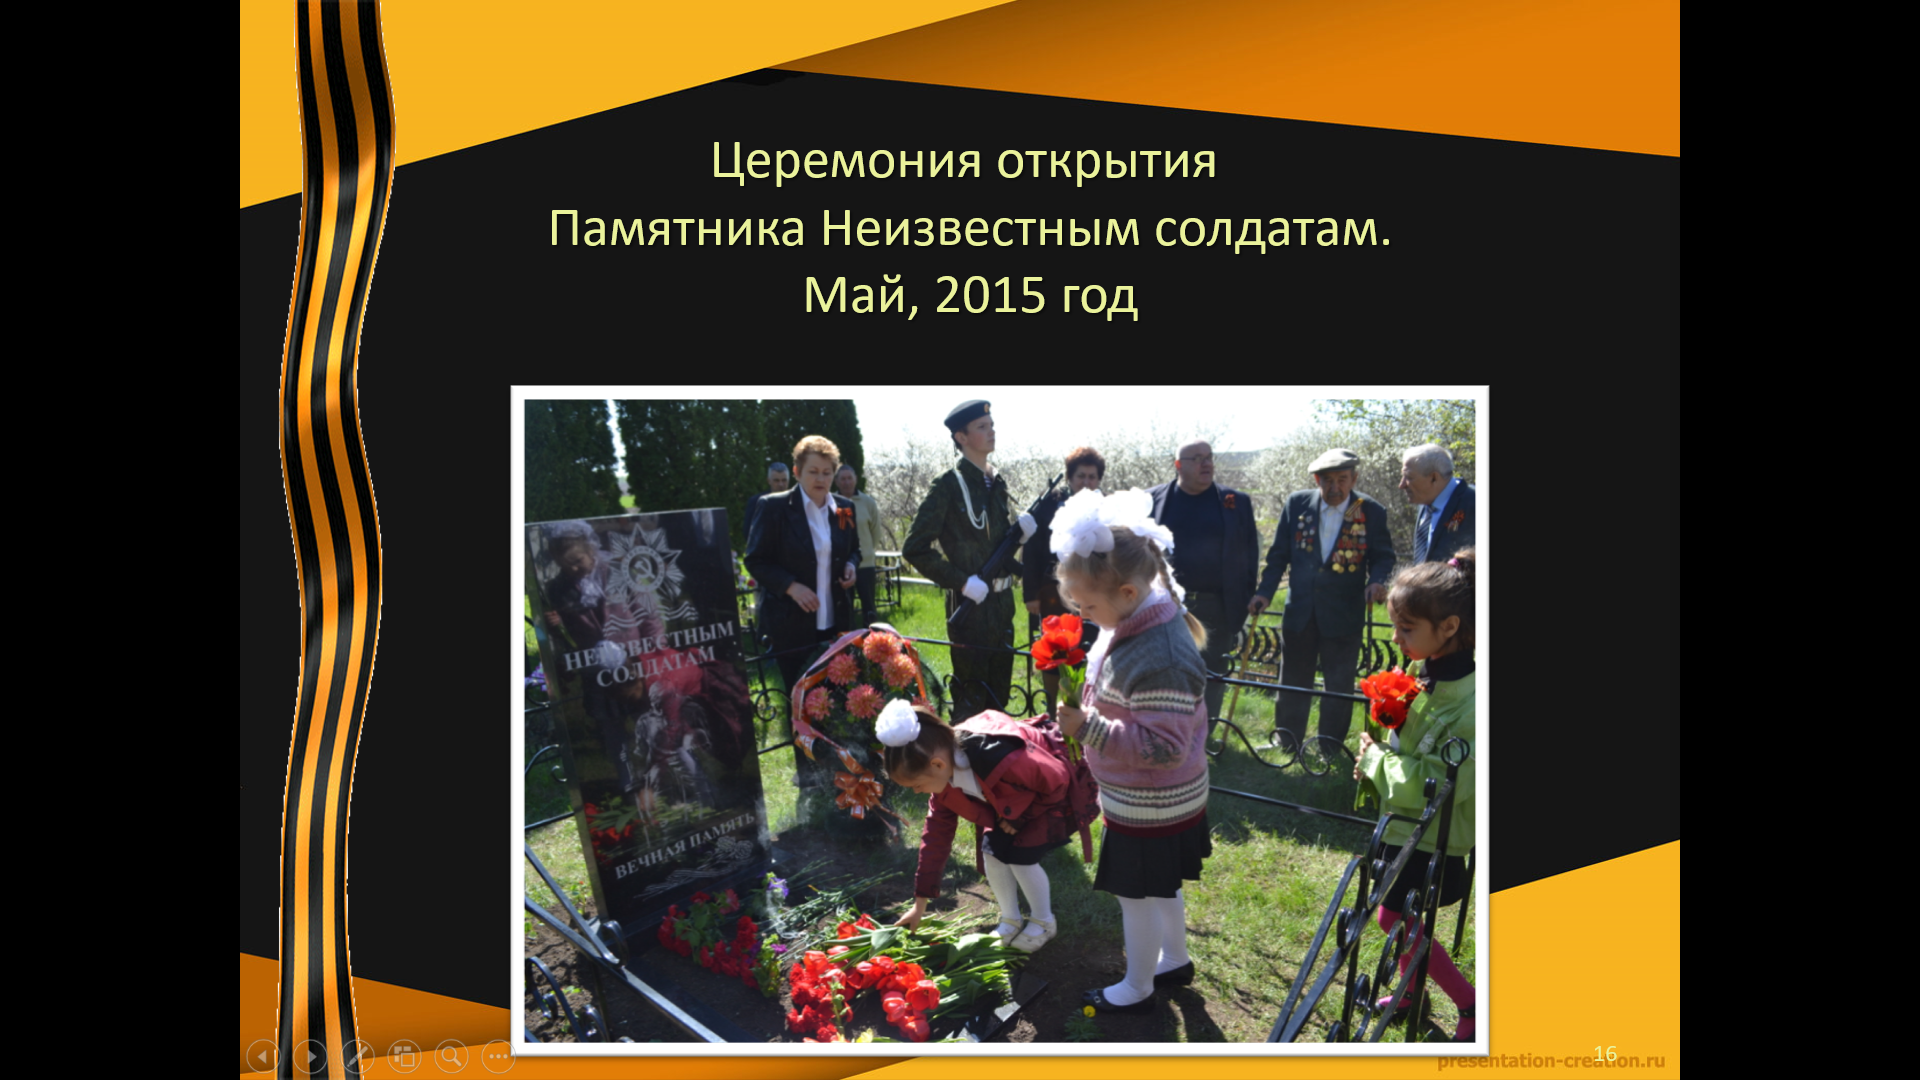 Церемония открытия
Памятника Неизвестным солдатам.
Май, 2015 год
НЕИЗВЕСТНЫМ
СОЛДАТАМ
ВЕЧНАЯ ПАМЯТЬ
16
presentation-creation.ru